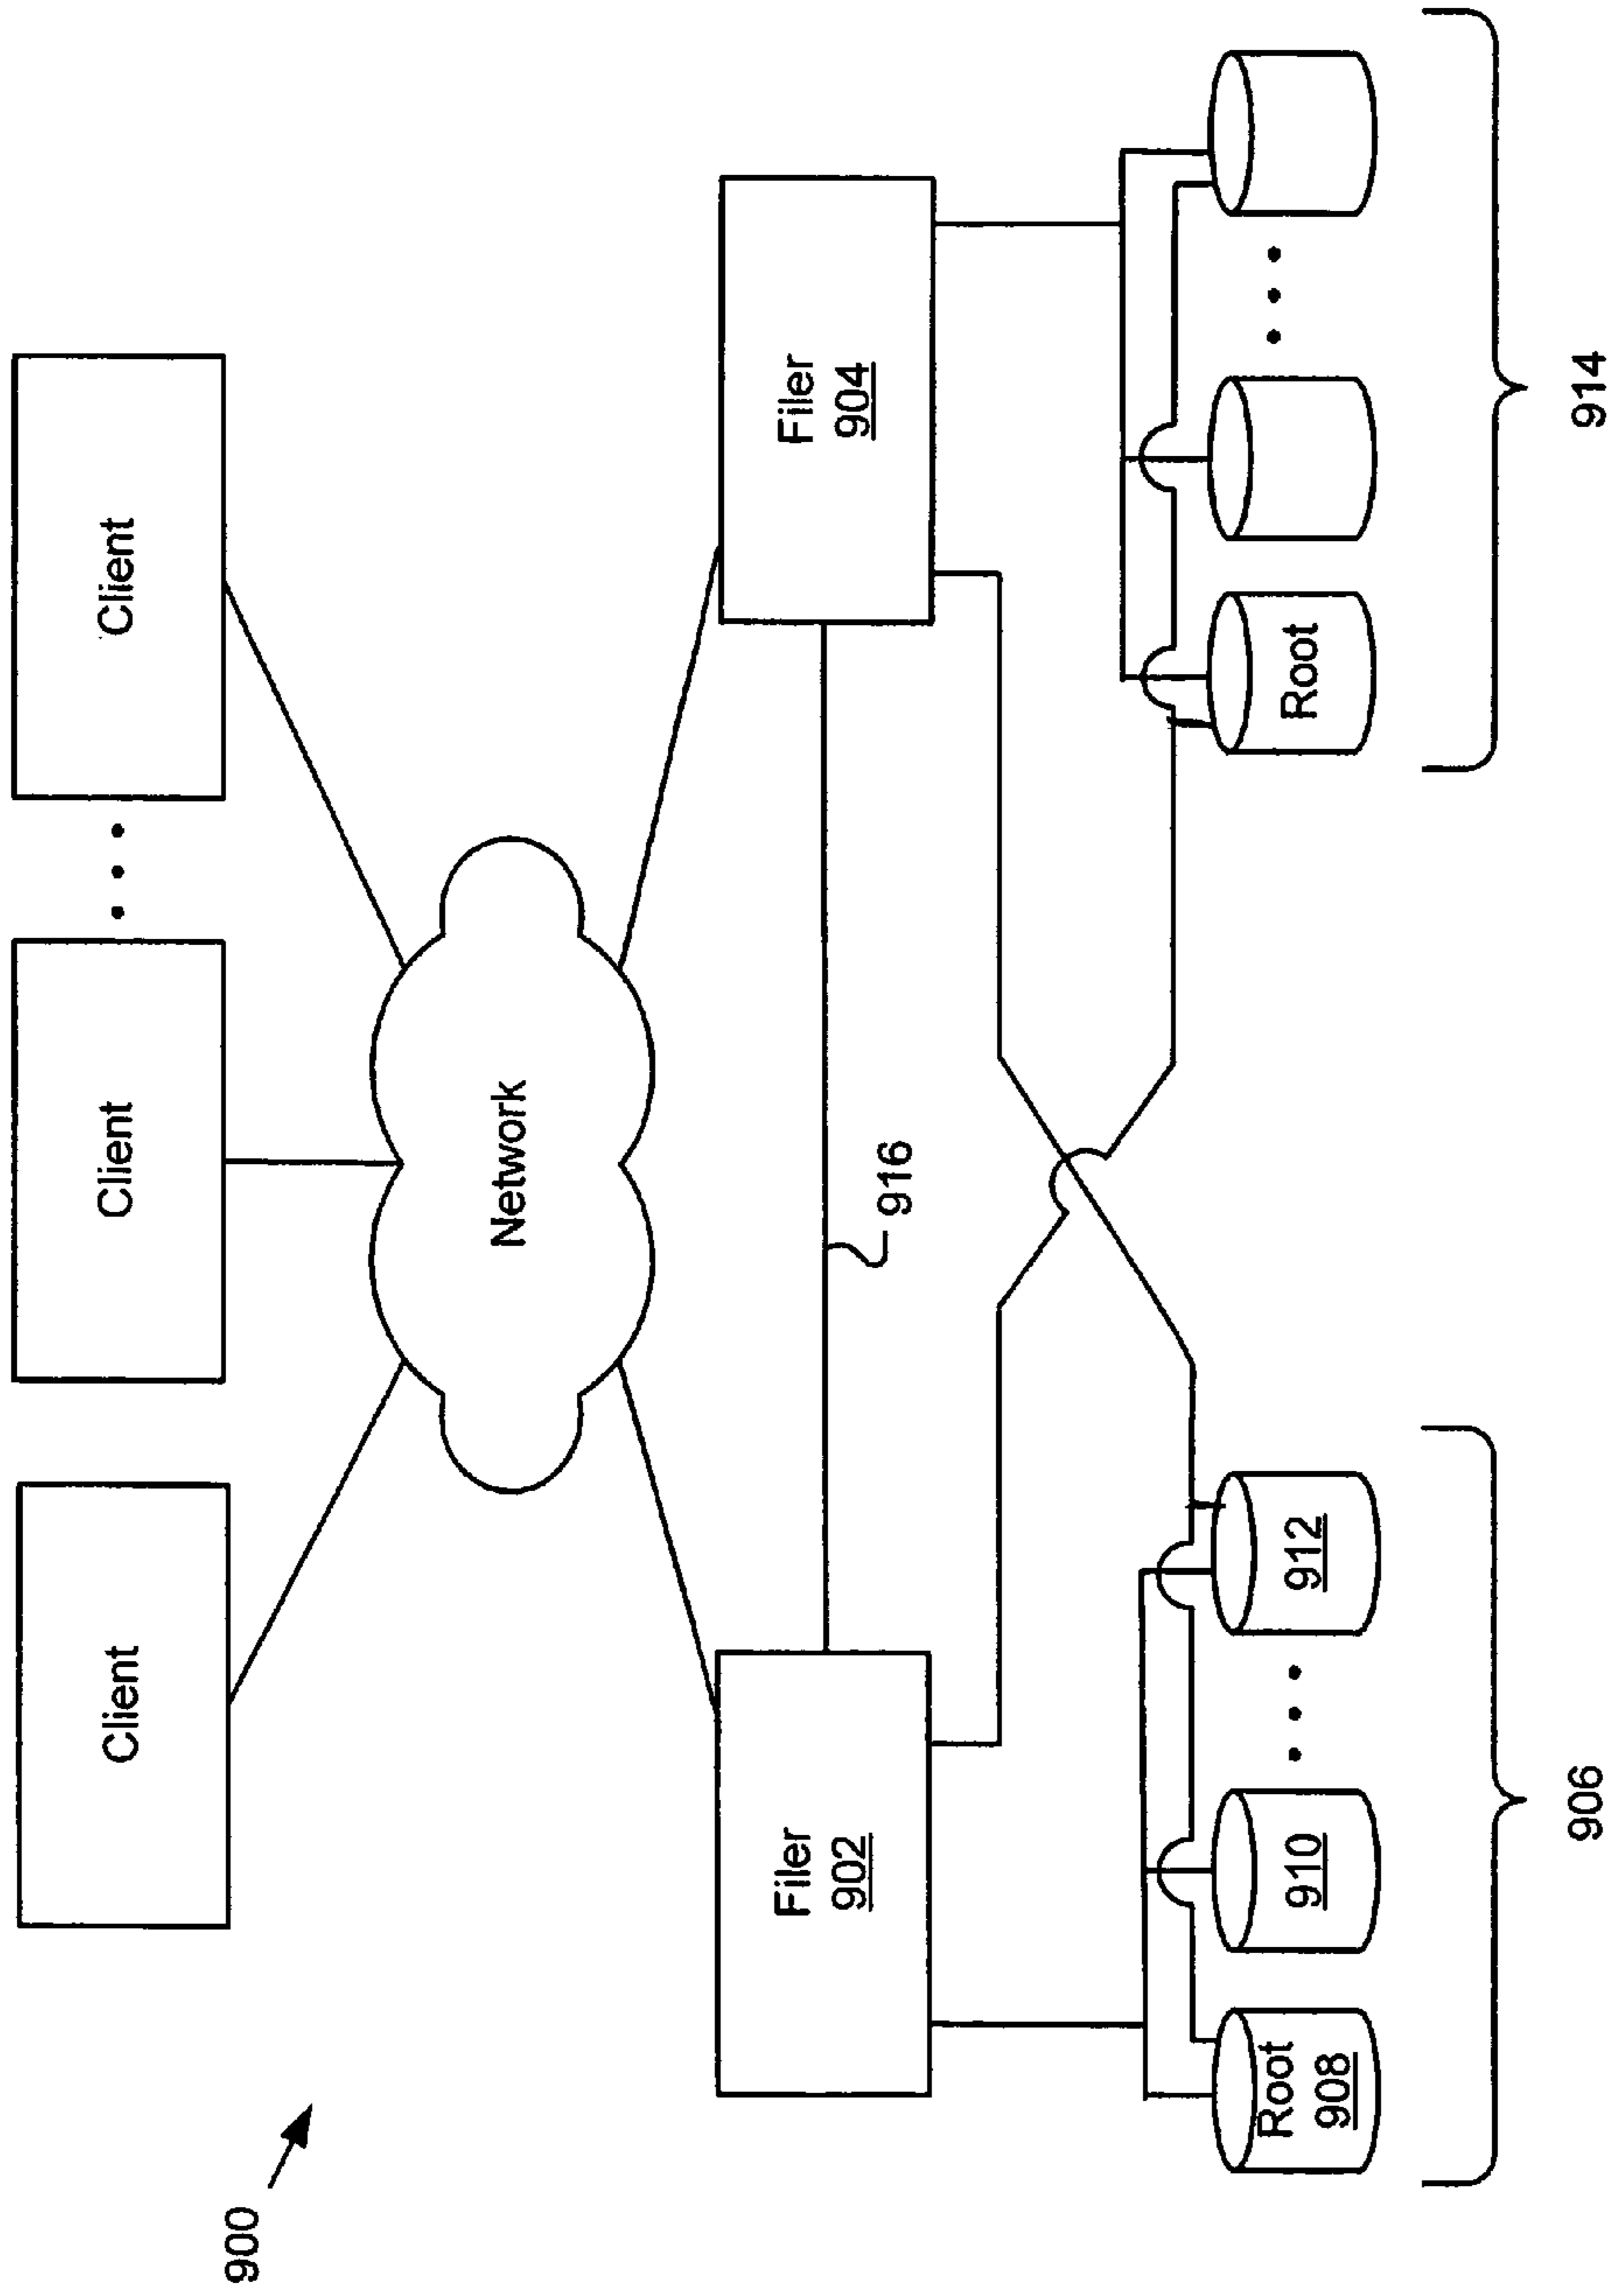 900
Client
Client
• • •
Client
Network
916
Filer
902
Filer
904
Root
908
910
• • •
912
Root
• • •
906
914